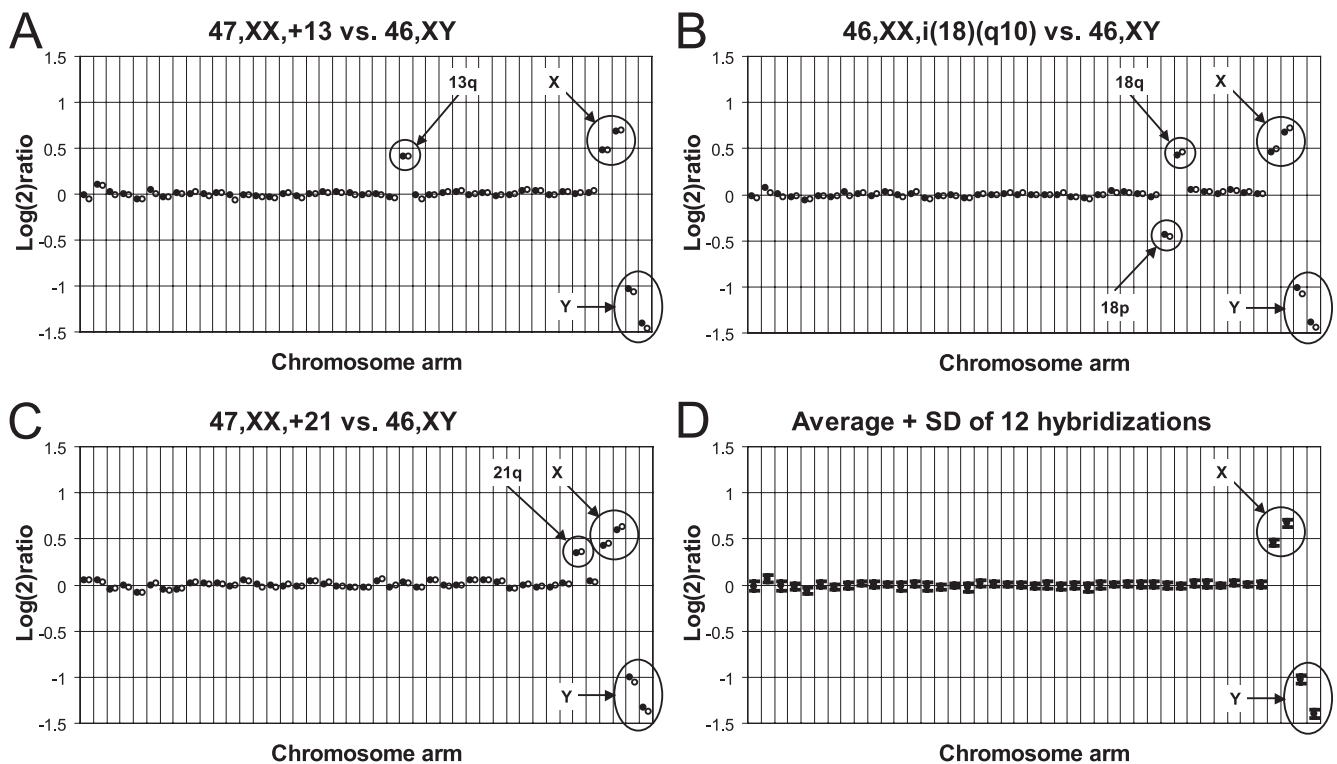 A
47,XX,+13 vs. 46,XY
1.5
1
0.5
0
-0.5
-1
-1.5
Log(2)ratio
13q
X
Y
Chromosome arm
B
46,XX,i(18)(q10) vs. 46,XY
1.5
1
0.5
0
-0.5
-1
-1.5
Log(2)ratio
18q
X
18p
Y
Chromosome arm
C
47,XX,+21 vs. 46,XY
1.5
1
0.5
0
-0.5
-1
-1.5
Log(2)ratio
21q
X
Y
Chromosome arm
D
Average + SD of 12 hybridizations
1.5
1
0.5
0
-0.5
-1
-1.5
Log(2)ratio
X
Y
Chromosome arm